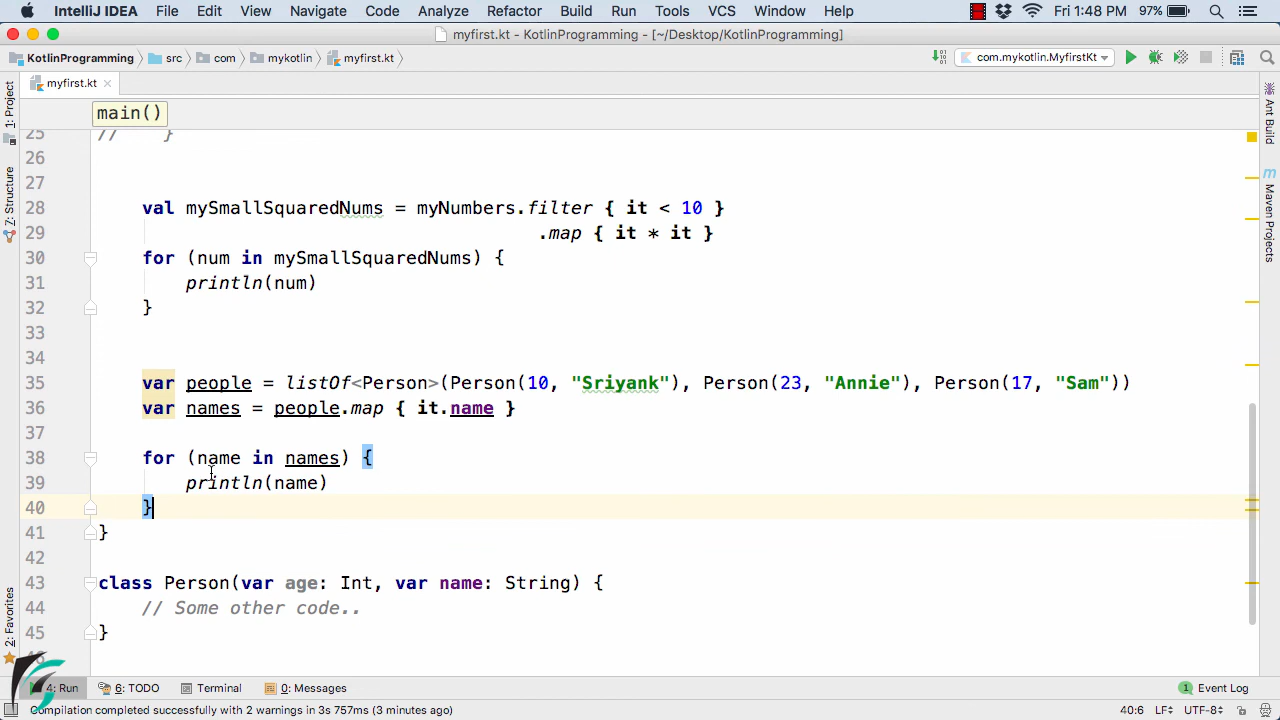 IntelliJ IDEA File Edit View Navigate Code Analyze Refactor Build Run Tools VCS Window Help Fri 1:48 PM 97%
myfirst.kt - KotlinProgramming - [~/Desktop/KotlinProgramming]
KotlinProgramming src com mykotlin myfirst.kt com.mykotlin.MyfirstKt
myfirst.kt
main()
1: Project
7: Structure
2: Favorites
Ant Build
Maven Projects
25 // }
26
27
28 val mySmallSquaredNums = myNumbers.filter { it < 10 }
29 .map { it * it }
30 for (num in mySmallSquaredNums) {
31 println(num)
32 }
33
34
35 var people = listOf<Person>(Person(10, "Sriyank"), Person(23, "Annie"), Person(17, "Sam"))
36 var names = people.map { it.name }
37
38 for (name in names) {
39 println(name)
40 }
41 }
42
43 class Person(var age: Int, var name: String) {
44 // Some other code..
45 }
46
4: Run 6: TODO Terminal 0: Messages 1 Event Log
Compilation completed successfully with 2 warnings in 3s 757ms (3 minutes ago) 40:6 LF UTF-8